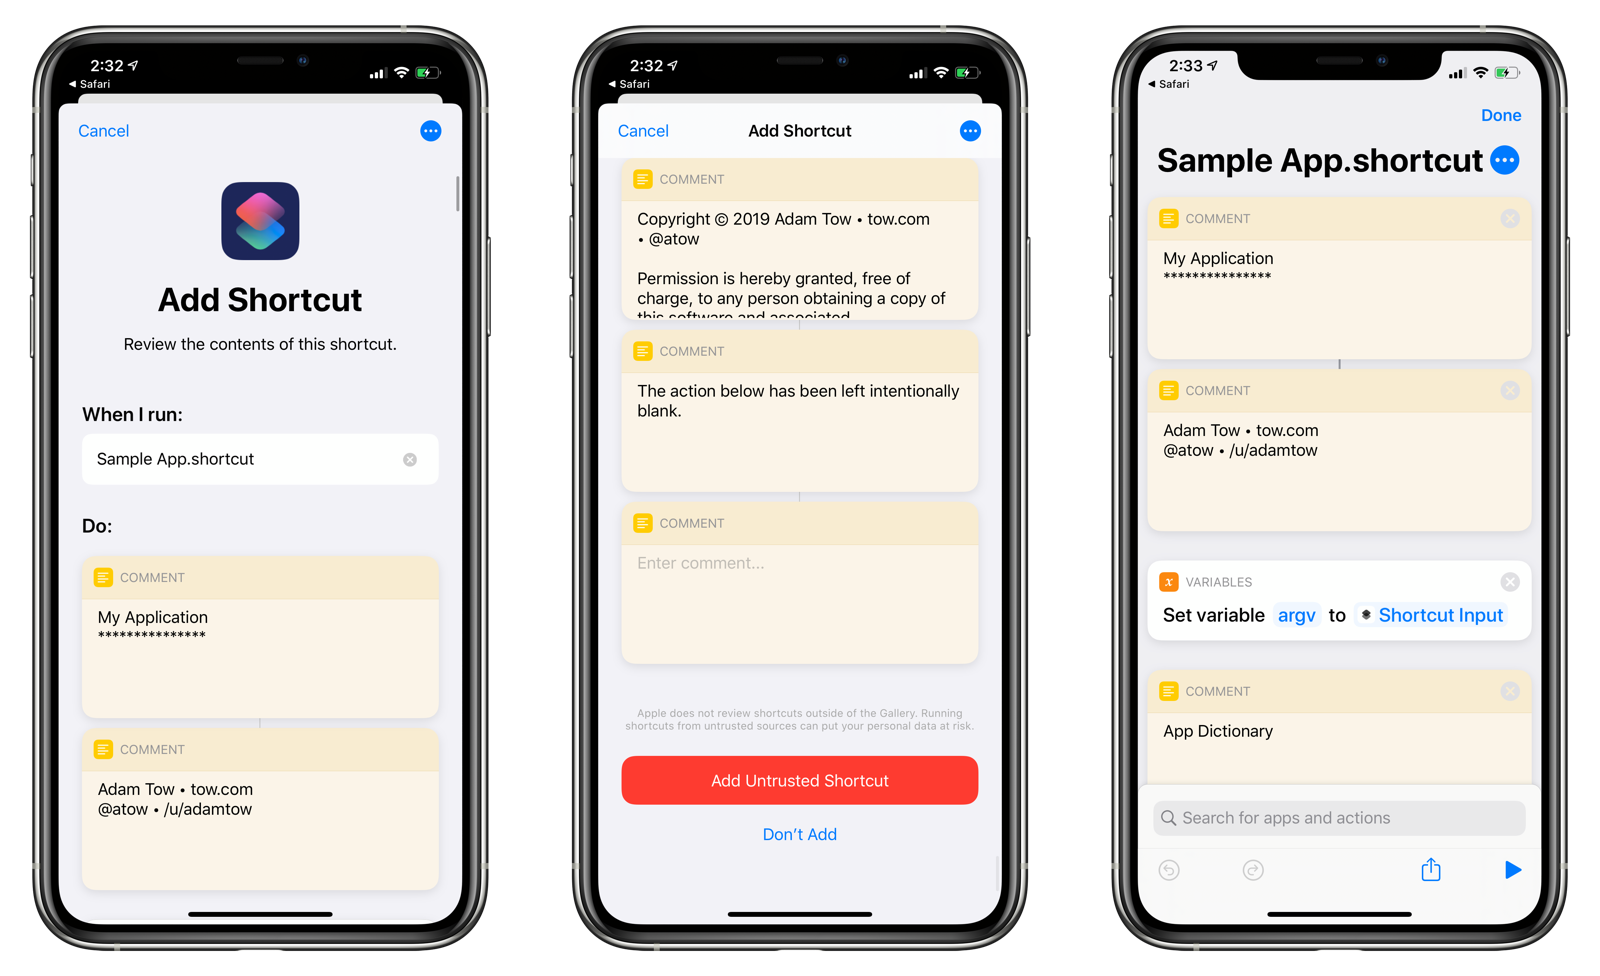 2:32
◀ Safari
Cancel
Add Shortcut
Review the contents of this shortcut.
When I run:
Sample App.shortcut
Do:
COMMENT
My Application
***************
COMMENT
Adam Tow • tow.com
@atow • /u/adamtow
2:32
◀ Safari
Cancel
Add Shortcut
COMMENT
Copyright © 2019 Adam Tow • tow.com
• @atow
Permission is hereby granted, free of
charge, to any person obtaining a copy of
this software and associated
COMMENT
The action below has been left intentionally
blank.
COMMENT
Enter comment...
Apple does not review shortcuts outside of the Gallery. Running
shortcuts from untrusted sources can put your personal data at risk.
Add Untrusted Shortcut
Don't Add
2:33
◀ Safari
Done
Sample App.shortcut
COMMENT
My Application
***************
COMMENT
Adam Tow • tow.com
@atow • /u/adamtow
VARIABLES
Set variable argv to Shortcut Input
COMMENT
App Dictionary
Search for apps and actions